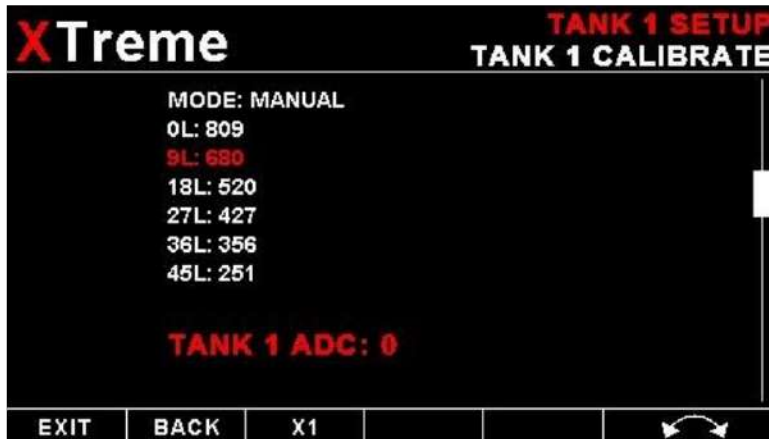 XTreme
TANK 1 SETUP
TANK 1 CALIBRATE
MODE: MANUAL
0L: 809
9L: 680
18L: 520
27L: 427
36L: 356
45L: 251
TANK 1 ADC: 0
EXIT BACK X1